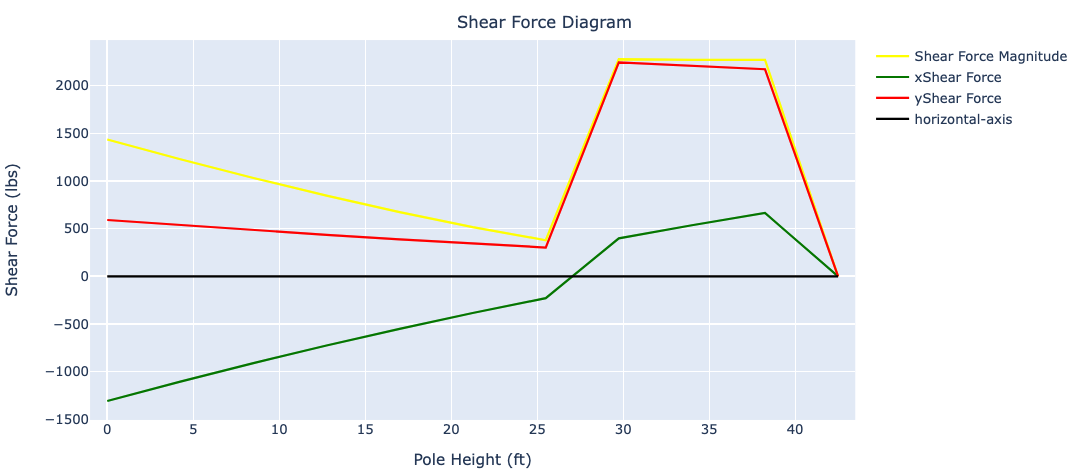 Shear Force Diagram
Shear Force Magnitude
xShear Force
yShear Force
horizontal-axis
Shear Force (lbs)
2000
1500
1000
500
0
−500
−1000
−1500
0 5 10 15 20 25 30 35 40
Pole Height (ft)